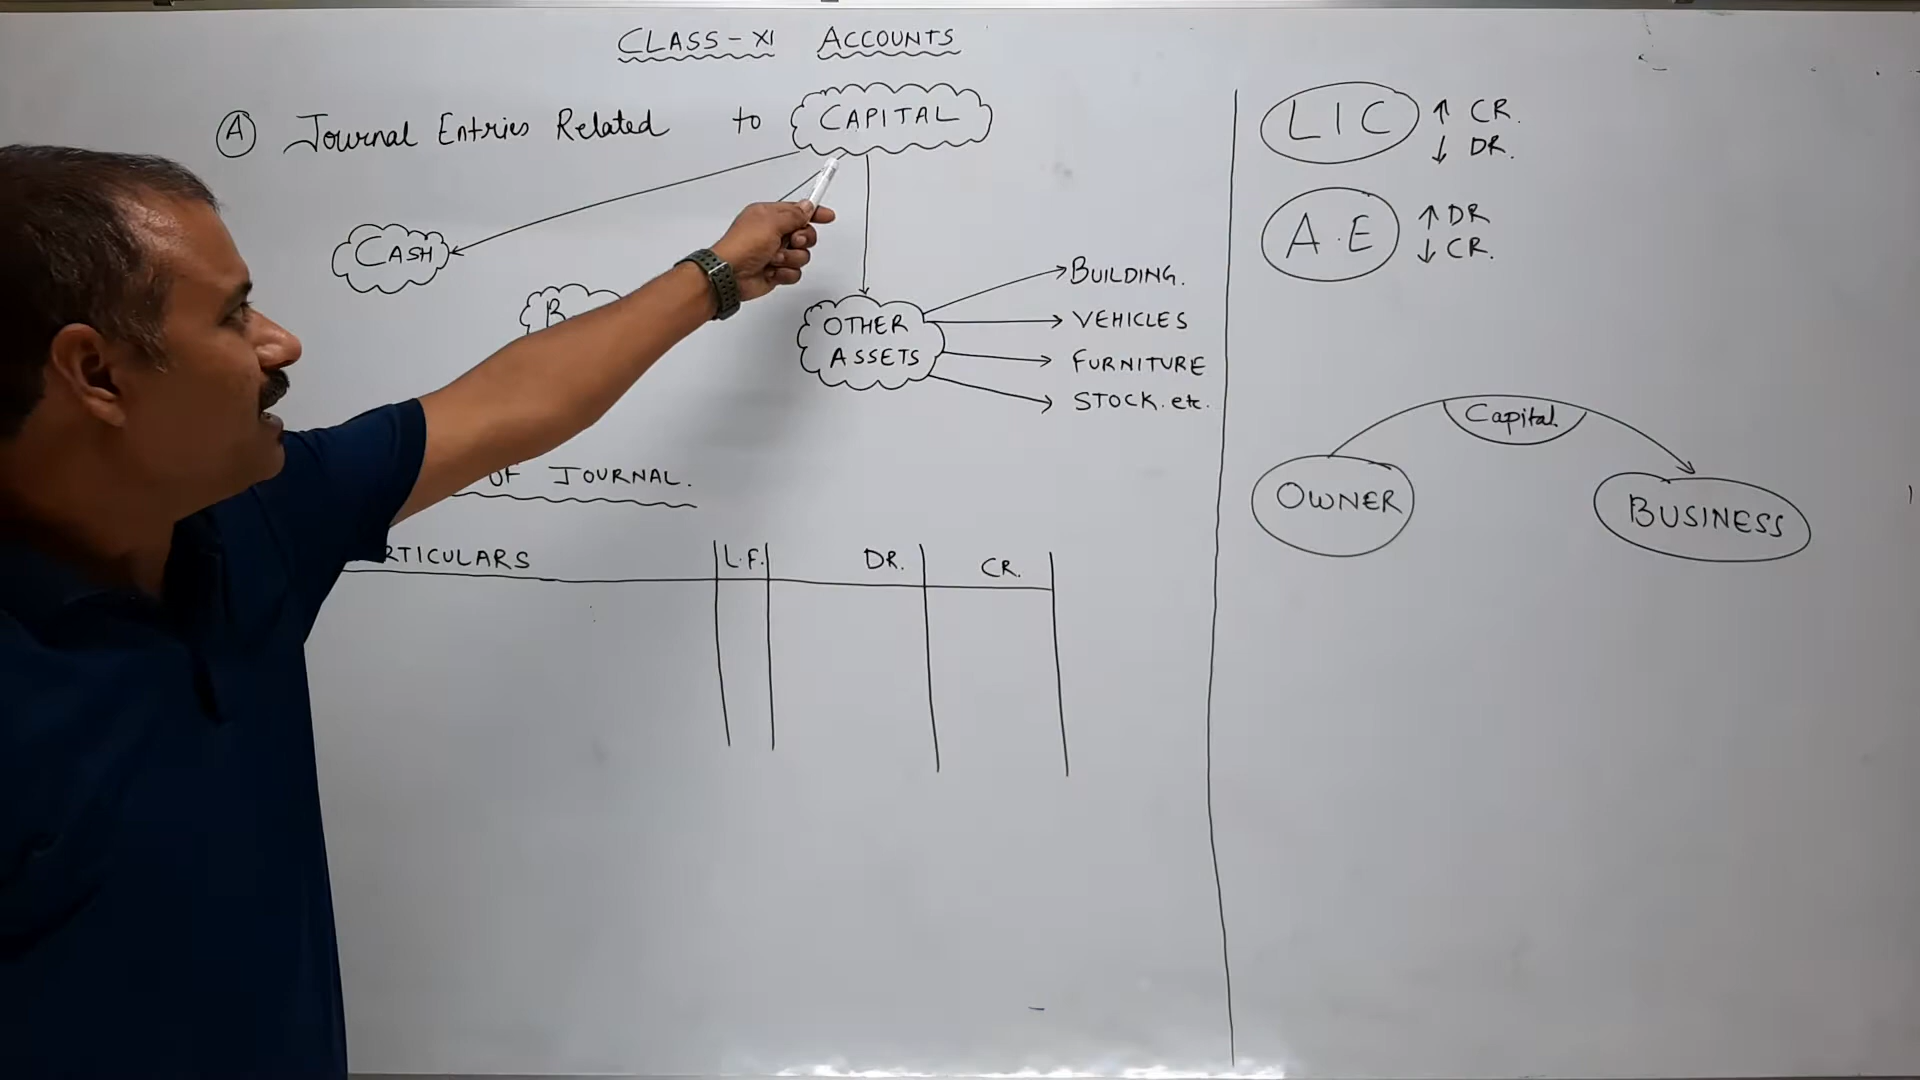 CLASS-XI ACCOUNTS
A Journal Entries Related to CAPITAL
CASH
OTHER
ASSETS
BUILDING.
VEHICLES
FURNITURE
STOCK. etc.
OF JOURNAL.
L.F. DR. CR.
LIC ↑ CR.
↓ DR.
A.E ↑ DR
↓ CR.
Capital
OWNER
BUSINESS